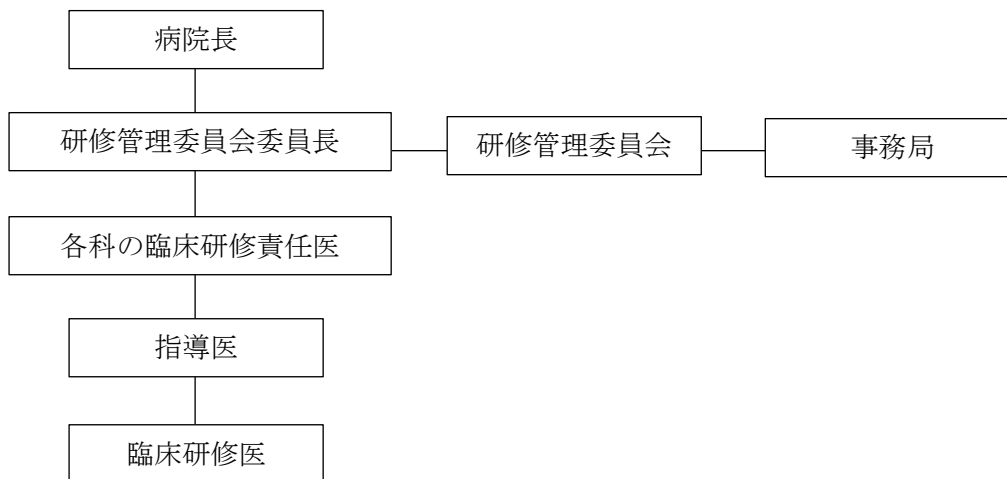 病院長
研修管理委員会委員長
研修管理委員会
事務局
各科の臨床研修責任医
指導医
臨床研修医